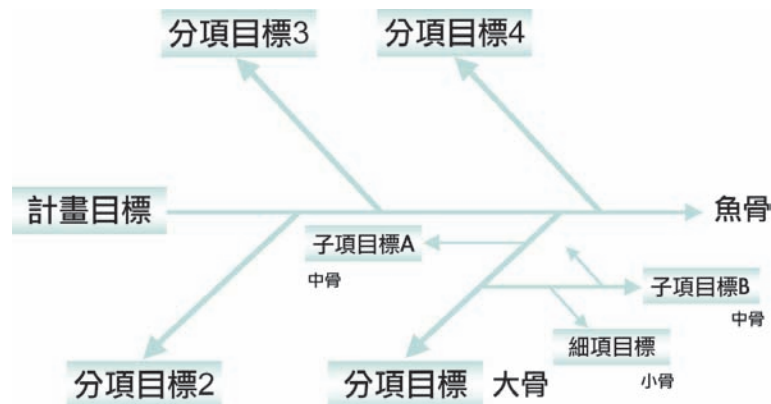 分項目標3
分項目標4
計畫目標
魚骨
子項目標A
中骨
子項目標B
中骨
細項目標
小骨
分項目標2
分項目標 大骨